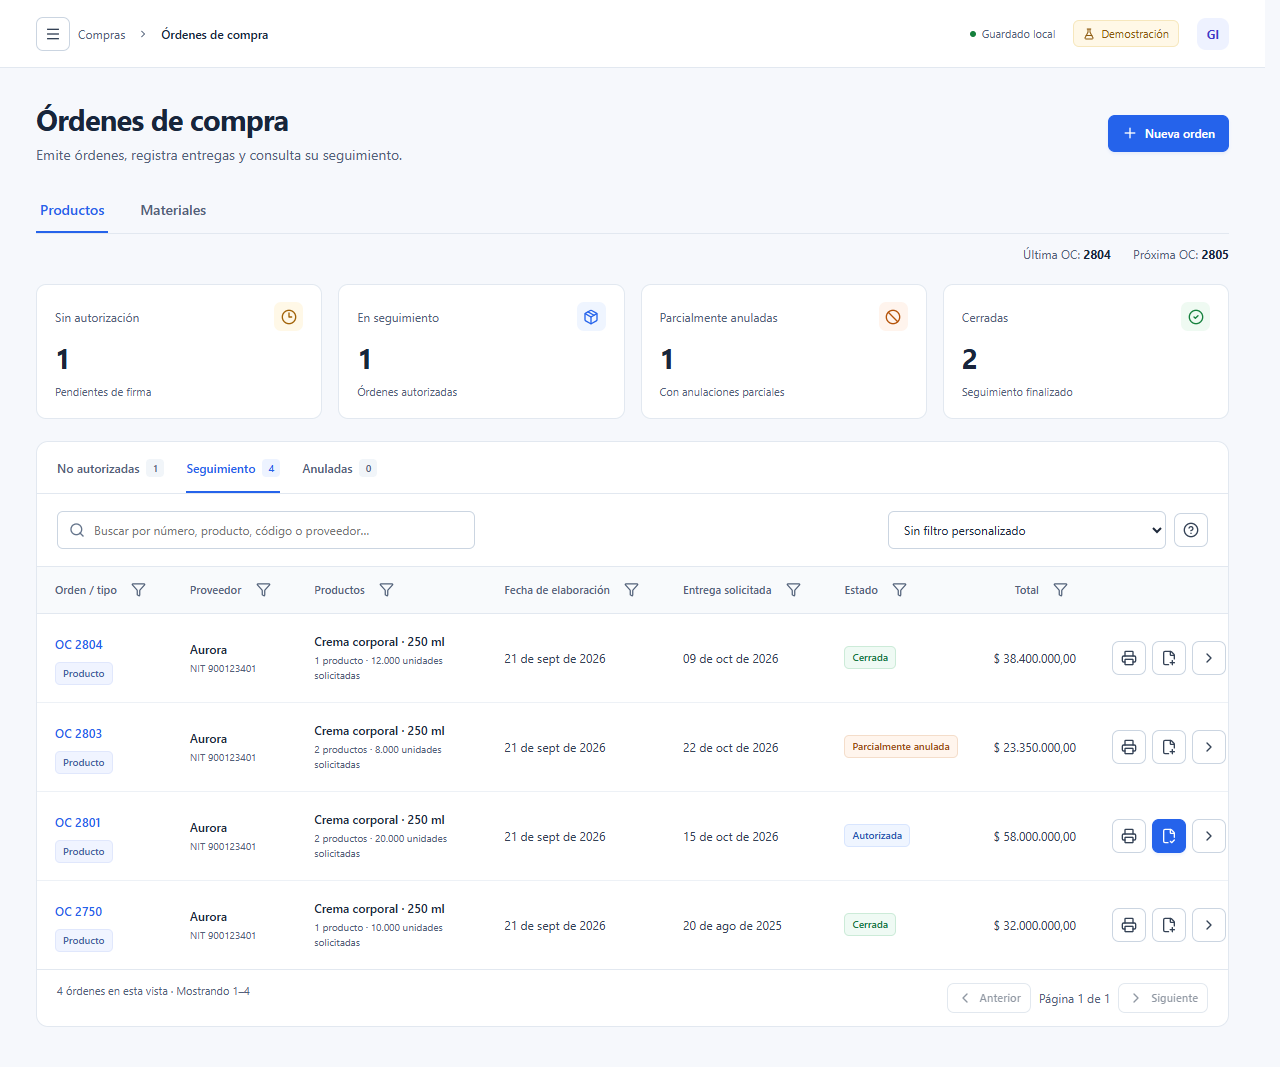 Compras > Órdenes de compra
Guardado local
Demostración
GI
Órdenes de compra
Emite órdenes, registra entregas y consulta su seguimiento.
Nueva orden
Productos Materiales
Última OC: 2804 Próxima OC: 2805
Sin autorización
1
Pendientes de firma
En seguimiento
1
Órdenes autorizadas
Parcialmente anuladas
1
Con anulaciones parciales
Cerradas
2
Seguimiento finalizado
No autorizadas 1 Seguimiento 4 Anuladas 0
Buscar por número, producto, código o proveedor...
Sin filtro personalizado
Orden / tipo Proveedor Productos Fecha de elaboración Entrega solicitada Estado Total
OC 2804
Producto
Aurora
NIT 900123401
Crema corporal · 250 ml
1 producto · 12.000 unidades
solicitadas
21 de sept de 2026
09 de oct de 2026
Cerrada
$ 38.400.000,00
OC 2803
Producto
Aurora
NIT 900123401
Crema corporal · 250 ml
2 productos · 8.000 unidades
solicitadas
21 de sept de 2026
22 de oct de 2026
Parcialmente anulada
$ 23.350.000,00
OC 2801
Producto
Aurora
NIT 900123401
Crema corporal · 250 ml
2 productos · 20.000 unidades
solicitadas
21 de sept de 2026
15 de oct de 2026
Autorizada
$ 58.000.000,00
OC 2750
Producto
Aurora
NIT 900123401
Crema corporal · 250 ml
1 producto · 10.000 unidades
solicitadas
21 de sept de 2026
20 de ago de 2025
Cerrada
$ 32.000.000,00
4 órdenes en esta vista · Mostrando 1–4
Anterior Página 1 de 1 Siguiente